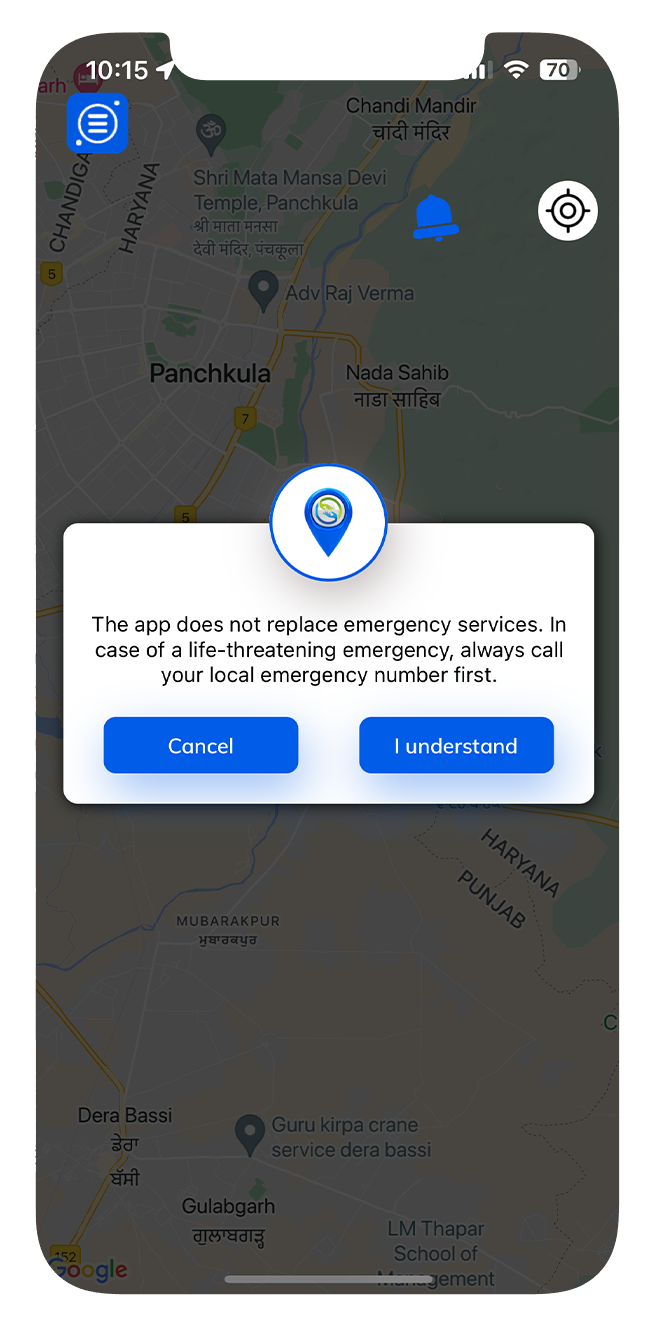 10:15
70
arh
Chandi Mandir
चांदी मंदिर
CHANDIGA
HARYANA
Shri Mata Mansa Devi
Temple, Panchkula
श्री माता मनसा
देवी मंदिर, पंचकूला
5
Adv Raj Verma
Panchkula
Nada Sahib
नाडा साहिब
7
5
The app does not replace emergency services. In
case of a life-threatening emergency, always call
your local emergency number first.
Cancel
I understand
k
HARYANA
PUNJAB
MUBARAKPUR
ਮੁਬਾਰਕਪੁਰ
C
Dera Bassi
ਡੇਰਾ
ਬੱਸੀ
Guru kirpa crane
service dera bassi
Gulabgarh
ਗੁਲਾਬਗੜ੍ਹ
LM Thapar
School of
Management
152
Google